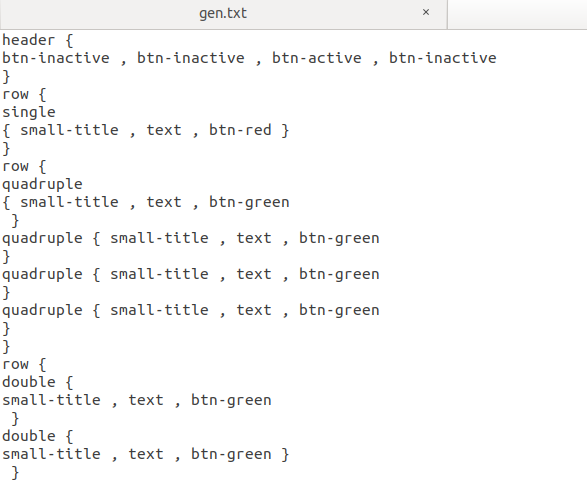 gen.txt ×
header {
btn-inactive , btn-inactive , btn-active , btn-inactive
}
row {
single
{ small-title , text , btn-red }
}
row {
quadruple
{ small-title , text , btn-green
 }
quadruple { small-title , text , btn-green
}
quadruple { small-title , text , btn-green
}
quadruple { small-title , text , btn-green
}
}
row {
double {
small-title , text , btn-green
 }
double {
small-title , text , btn-green }
 }